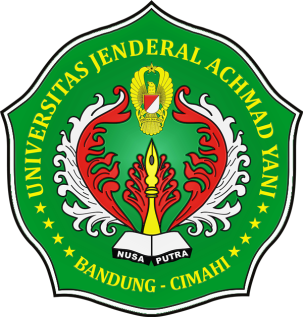 UNIVERSITAS JENDERAL ACHMAD YANI
NUSA PUTRA
BANDUNG - CIMAHI